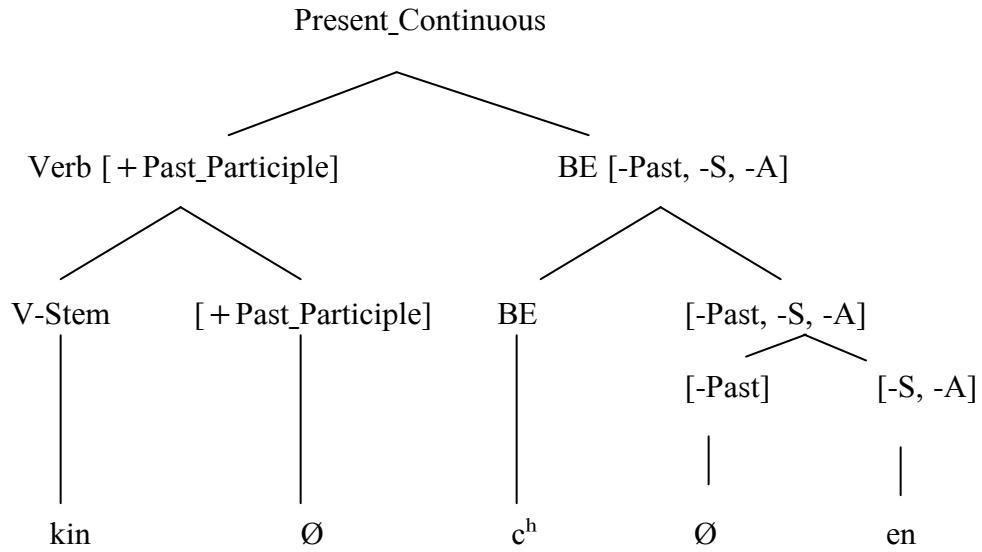 Present_Continuous
Verb [+Past_Participle] BE [-Past, -S, -A]
V-Stem [+Past_Participle] BE [-Past, -S, -A]
[-Past] [-S, -A]
kin Ø cʰ Ø en